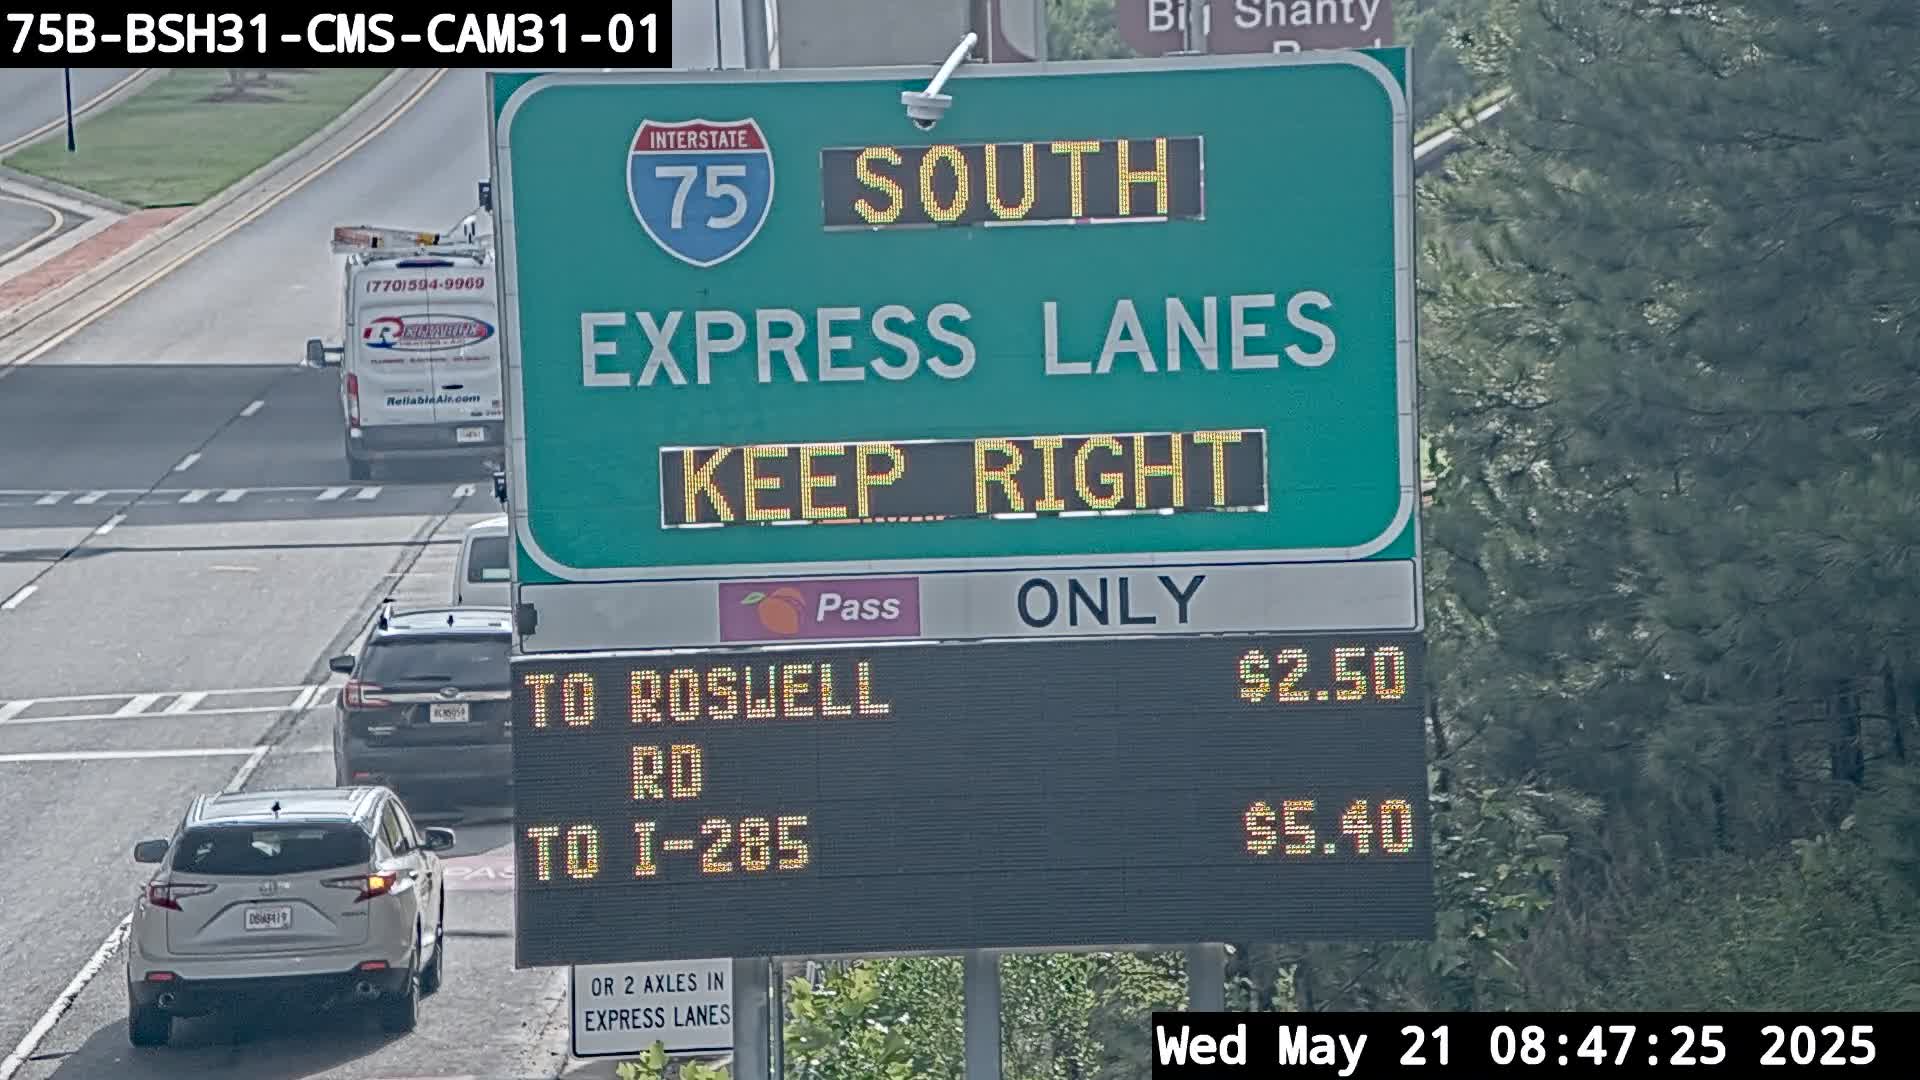 75B-BSH31-CMS-CAM31-01
Big Shanty
INTERSTATE
75
SOUTH
EXPRESS LANES
KEEP RIGHT
Pass ONLY
TO ROSWELL $2.50
RD
TO I-285 $5.40
(770)594-9969
ReliableAir.com
OR 2 AXLES IN
EXPRESS LANES
Wed May 21 08:47:25 2025